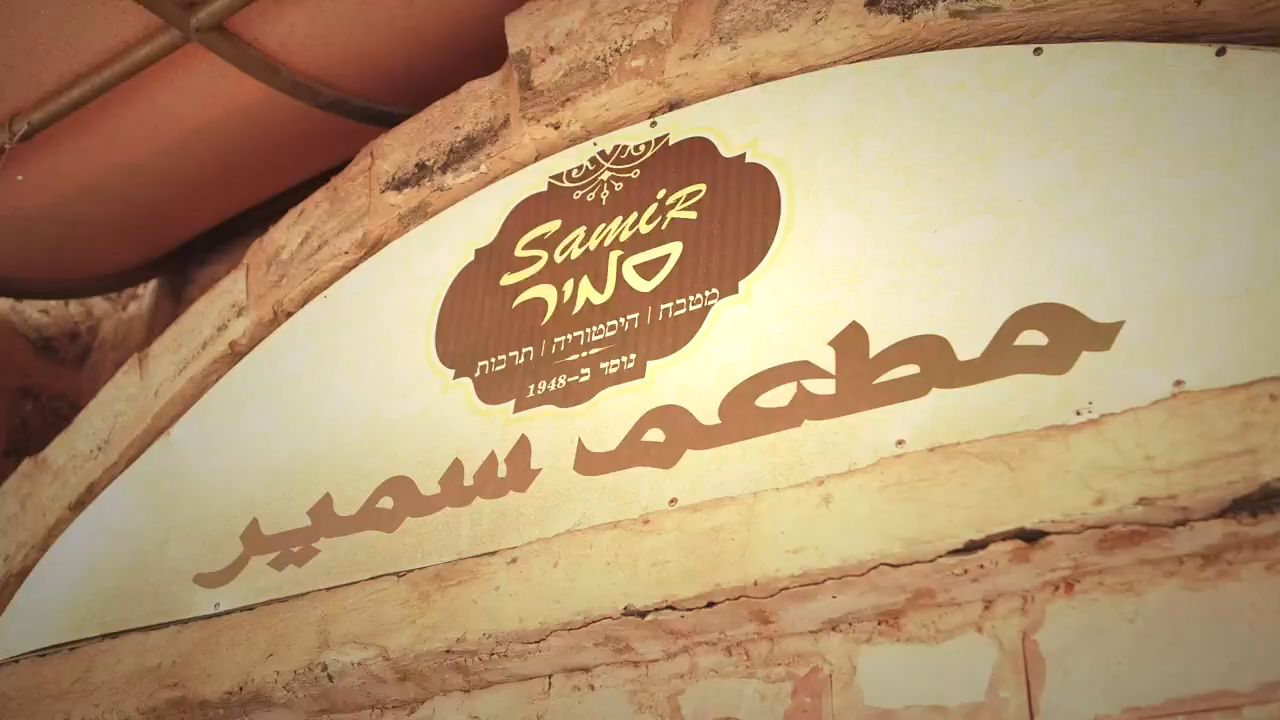 SamiR
סמיר
מטבח | היסטוריה | תרבות
נוסד ב-1948
مطعم سمير